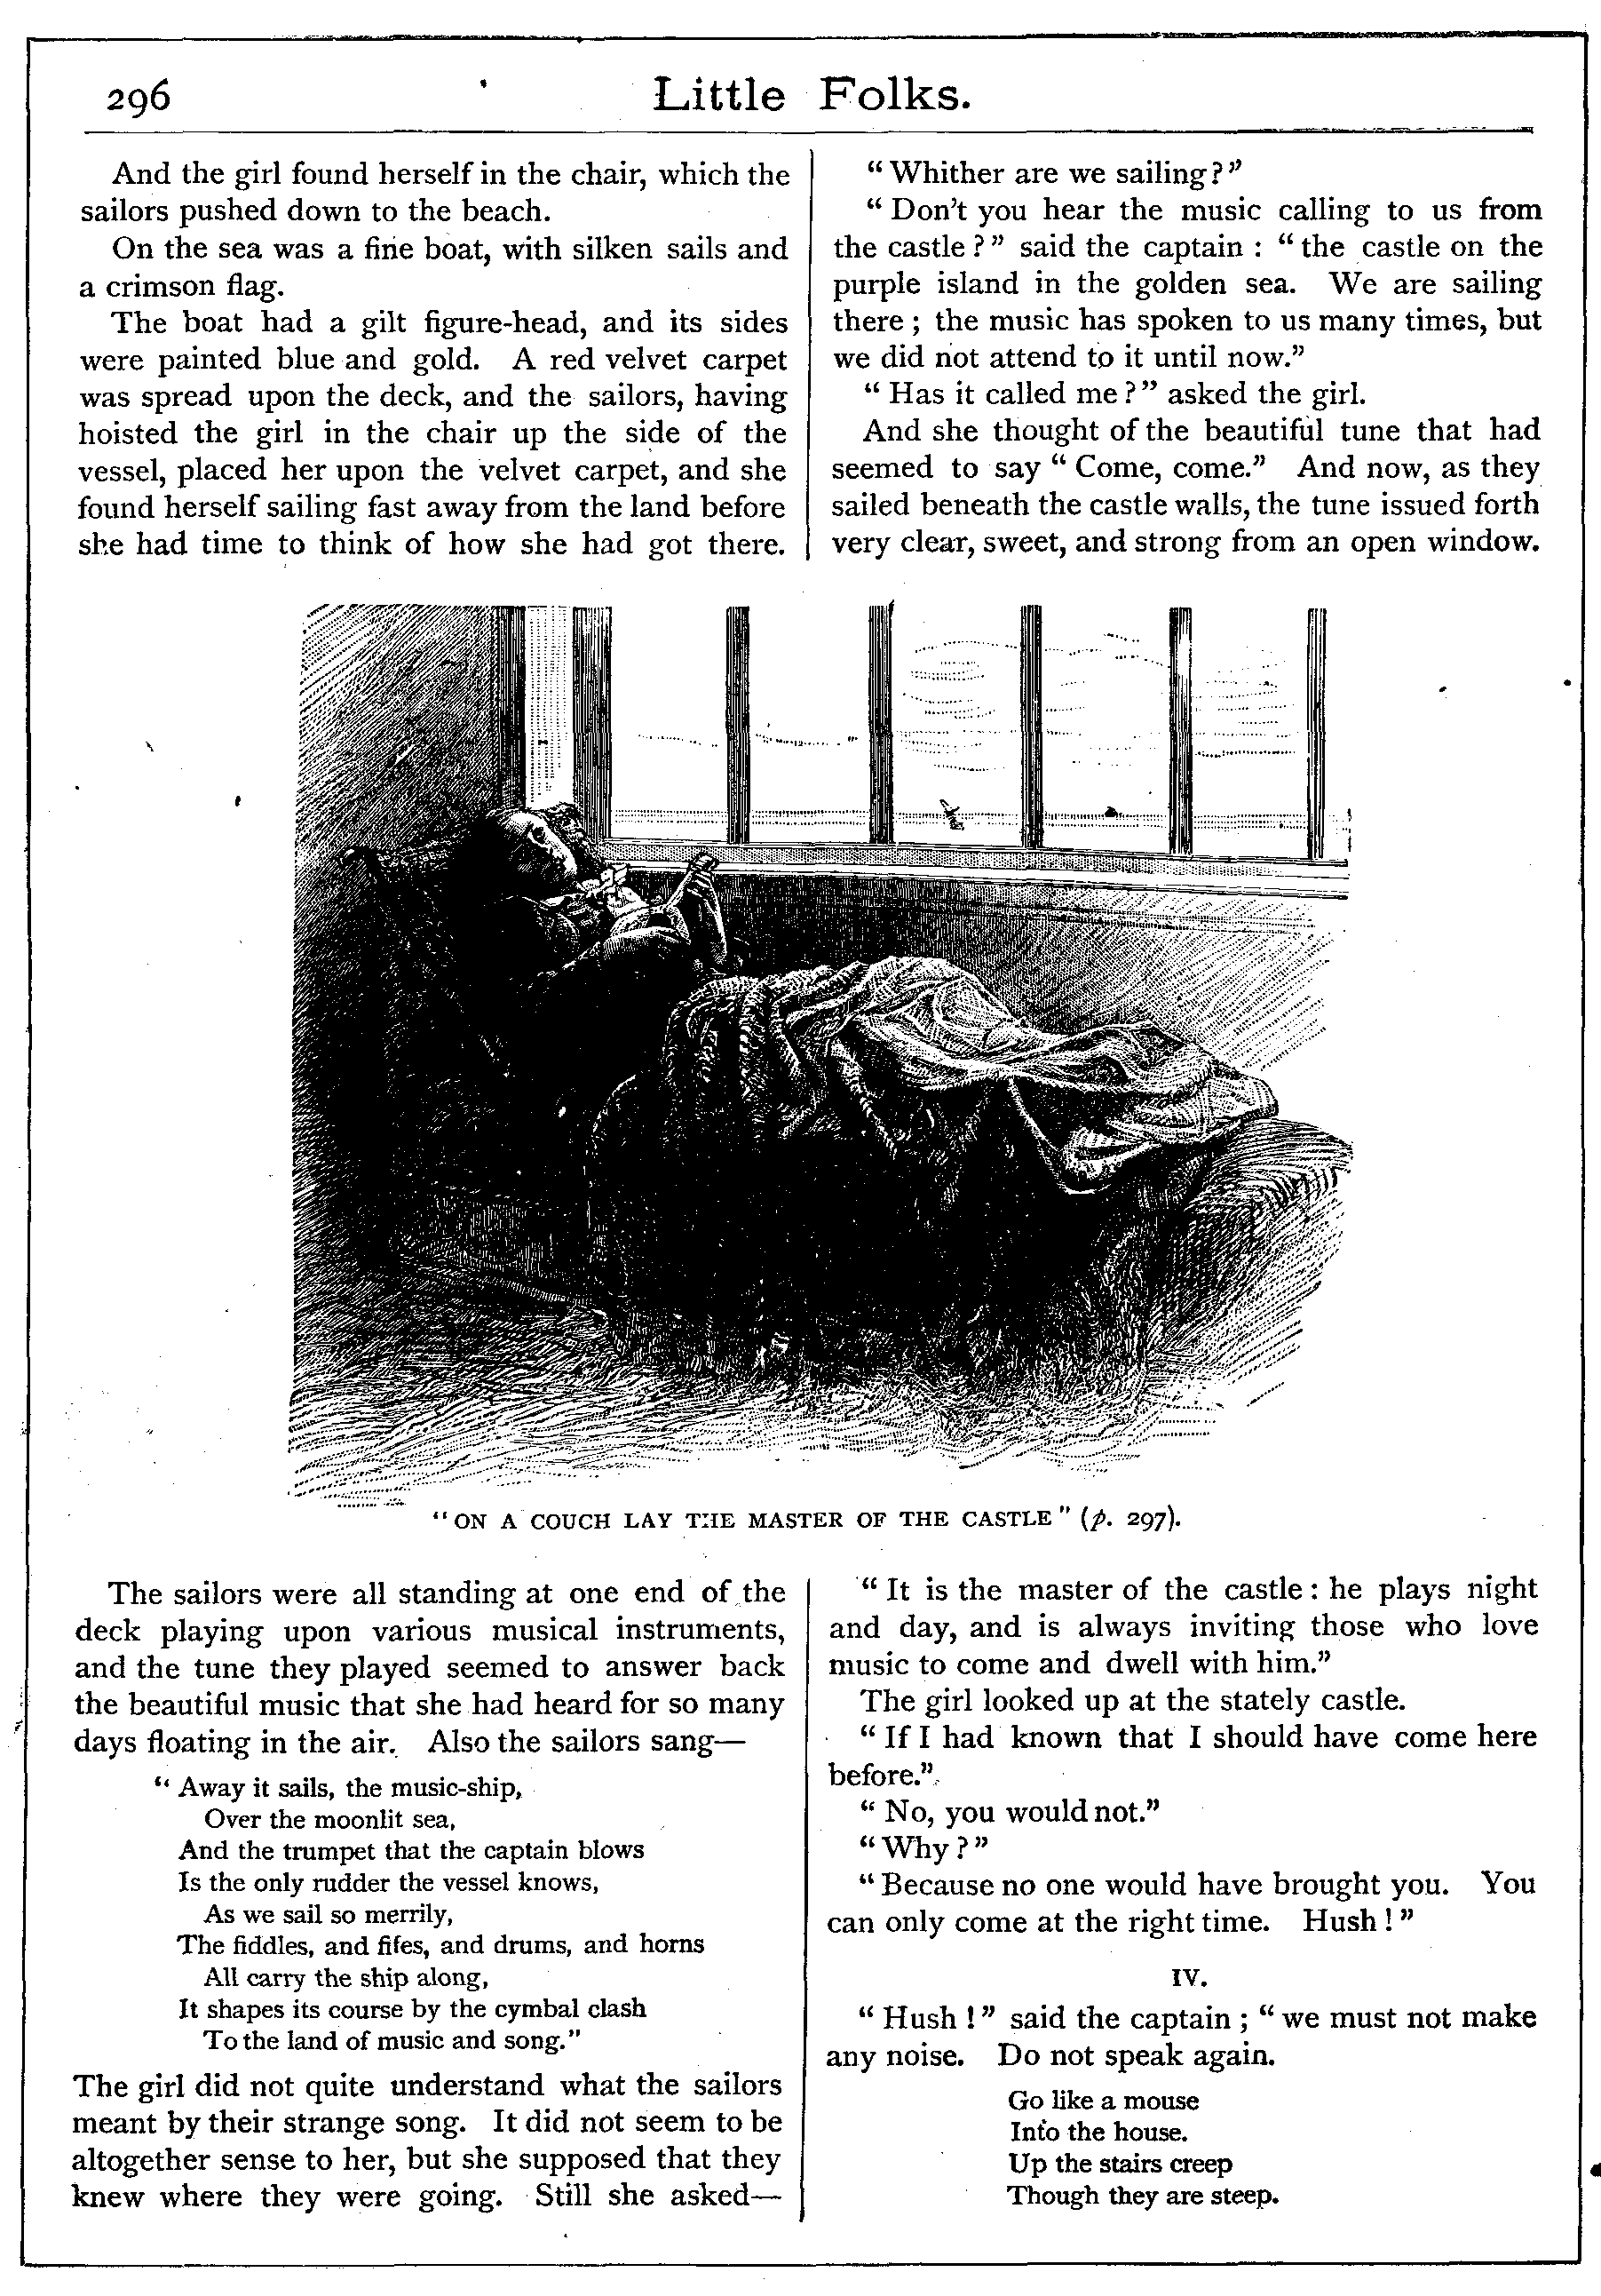 296
Little Folks.
And the girl found herself in the chair, which the
sailors pushed down to the beach.
On the sea was a fine boat, with silken sails and
a crimson flag.
The boat had a gilt figure-head, and its sides
were painted blue and gold. A red velvet carpet
was spread upon the deck, and the sailors, having
hoisted the girl in the chair up the side of the
vessel, placed her upon the velvet carpet, and she
found herself sailing fast away from the land before
she had time to think of how she had got there.
The sailors were all standing at one end of the
deck playing upon various musical instruments,
and the tune they played seemed to answer back
the beautiful music that she had heard for so many
days floating in the air. Also the sailors sang—
“Away it sails, the music-ship,
Over the moonlit sea,
And the trumpet that the captain blows
Is the only rudder the vessel knows,
As we sail so merrily,
The fiddles, and fifes, and drums, and horns
All carry the ship along,
It shapes its course by the cymbal clash
To the land of music and song.”
The girl did not quite understand what the sailors
meant by their strange song. It did not seem to be
altogether sense to her, but she supposed that they
knew where they were going. Still she asked—
“Whither are we sailing?”
“Don't you hear the music calling to us from
the castle?” said the captain: “the castle on the
purple island in the golden sea. We are sailing
there; the music has spoken to us many times, but
we did not attend to it until now.”
“Has it called me?” asked the girl.
And she thought of the beautiful tune that had
seemed to say “Come, come.” And now, as they
sailed beneath the castle walls, the tune issued forth
very clear, sweet, and strong from an open window.
“ON A COUCH LAY THE MASTER OF THE CASTLE” (p. 297).
“It is the master of the castle: he plays night
and day, and is always inviting those who love
music to come and dwell with him.”
The girl looked up at the stately castle.
“If I had known that I should have come here
before.”
“No, you would not.”
“Why?”
“Because no one would have brought you. You
can only come at the right time. Hush!”
IV.
“Hush!” said the captain; “we must not make
any noise. Do not speak again.
Go like a mouse
Into the house.
Up the stairs creep
Though they are steep.